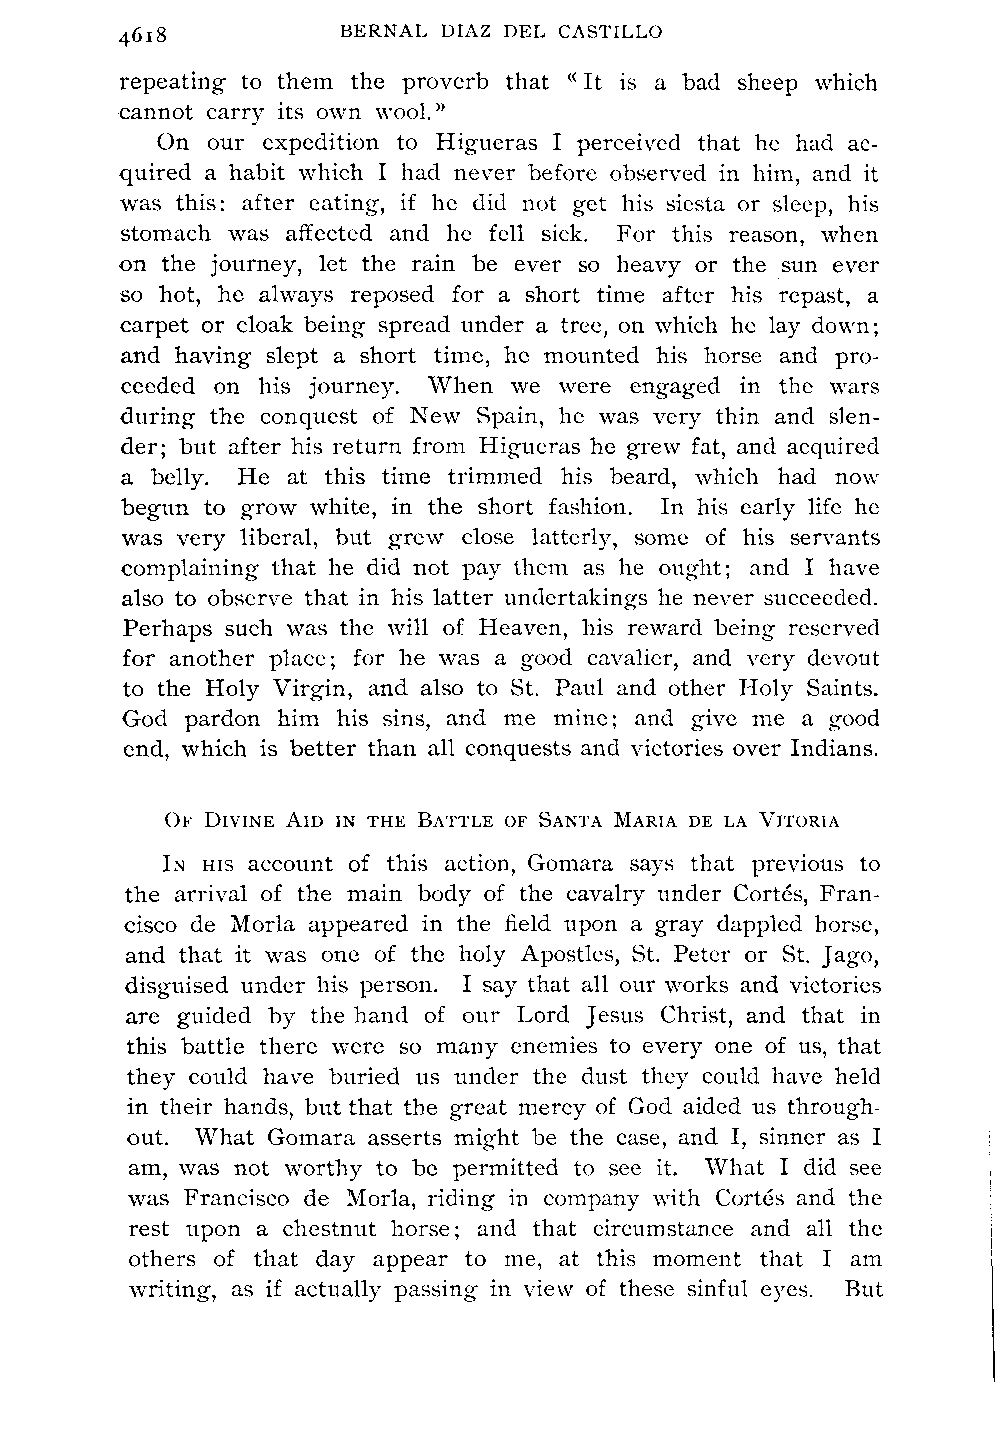 4618 BERNAL DIAZ DEL CASTILLO
repeating to them the proverb that “It is a bad sheep which
cannot carry its own wool.”
On our expedition to Higueras I perceived that he had ac-
quired a habit which I had never before observed in him, and it
was this: after eating, if he did not get his siesta or sleep, his
stomach was affected and he fell sick. For this reason, when
on the journey, let the rain be ever so heavy or the sun ever
so hot, he always reposed for a short time after his repast, a
carpet or cloak being spread under a tree, on which he lay down;
and having slept a short time, he mounted his horse and pro-
ceeded on his journey. When we were engaged in the wars
during the conquest of New Spain, he was very thin and slen-
der; but after his return from Higueras he grew fat, and acquired
a belly. He at this time trimmed his beard, which had now
begun to grow white, in the short fashion. In his early life he
was very liberal, but grew close latterly, some of his servants
complaining that he did not pay them as he ought; and I have
also to observe that in his latter undertakings he never succeeded.
Perhaps such was the will of Heaven, his reward being reserved
for another place; for he was a good cavalier, and very devout
to the Holy Virgin, and also to St. Paul and other Holy Saints.
God pardon him his sins, and me mine; and give me a good
end, which is better than all conquests and victories over Indians.
OF DIVINE AID IN THE BATTLE OF SANTA MARIA DE LA VITORIA
IN HIS account of this action, Gomara says that previous to
the arrival of the main body of the cavalry under Cortés, Fran-
cisco de Morla appeared in the field upon a gray dappled horse,
and that it was one of the holy Apostles, St. Peter or St. Jago,
disguised under his person. I say that all our works and victories
are guided by the hand of our Lord Jesus Christ, and that in
this battle there were so many enemies to every one of us, that
they could have buried us under the dust they could have held
in their hands, but that the great mercy of God aided us through-
out. What Gomara asserts might be the case, and I, sinner as I
am, was not worthy to be permitted to see it. What I did see
was Francisco de Morla, riding in company with Cortés and the
rest upon a chestnut horse; and that circumstance and all the
others of that day appear to me, at this moment that I am
writing, as if actually passing in view of these sinful eyes. But